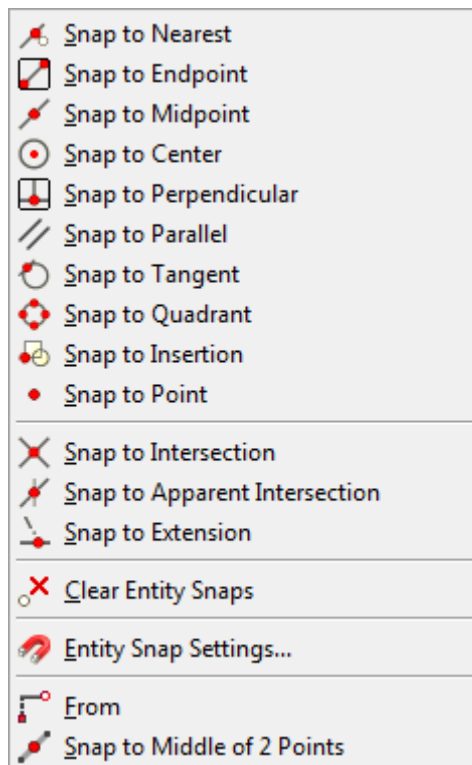 Snap to Nearest
Snap to Endpoint
Snap to Midpoint
Snap to Center
Snap to Perpendicular
Snap to Parallel
Snap to Tangent
Snap to Quadrant
Snap to Insertion
Snap to Point
Snap to Intersection
Snap to Apparent Intersection
Snap to Extension
Clear Entity Snaps
Entity Snap Settings...
From
Snap to Middle of 2 Points